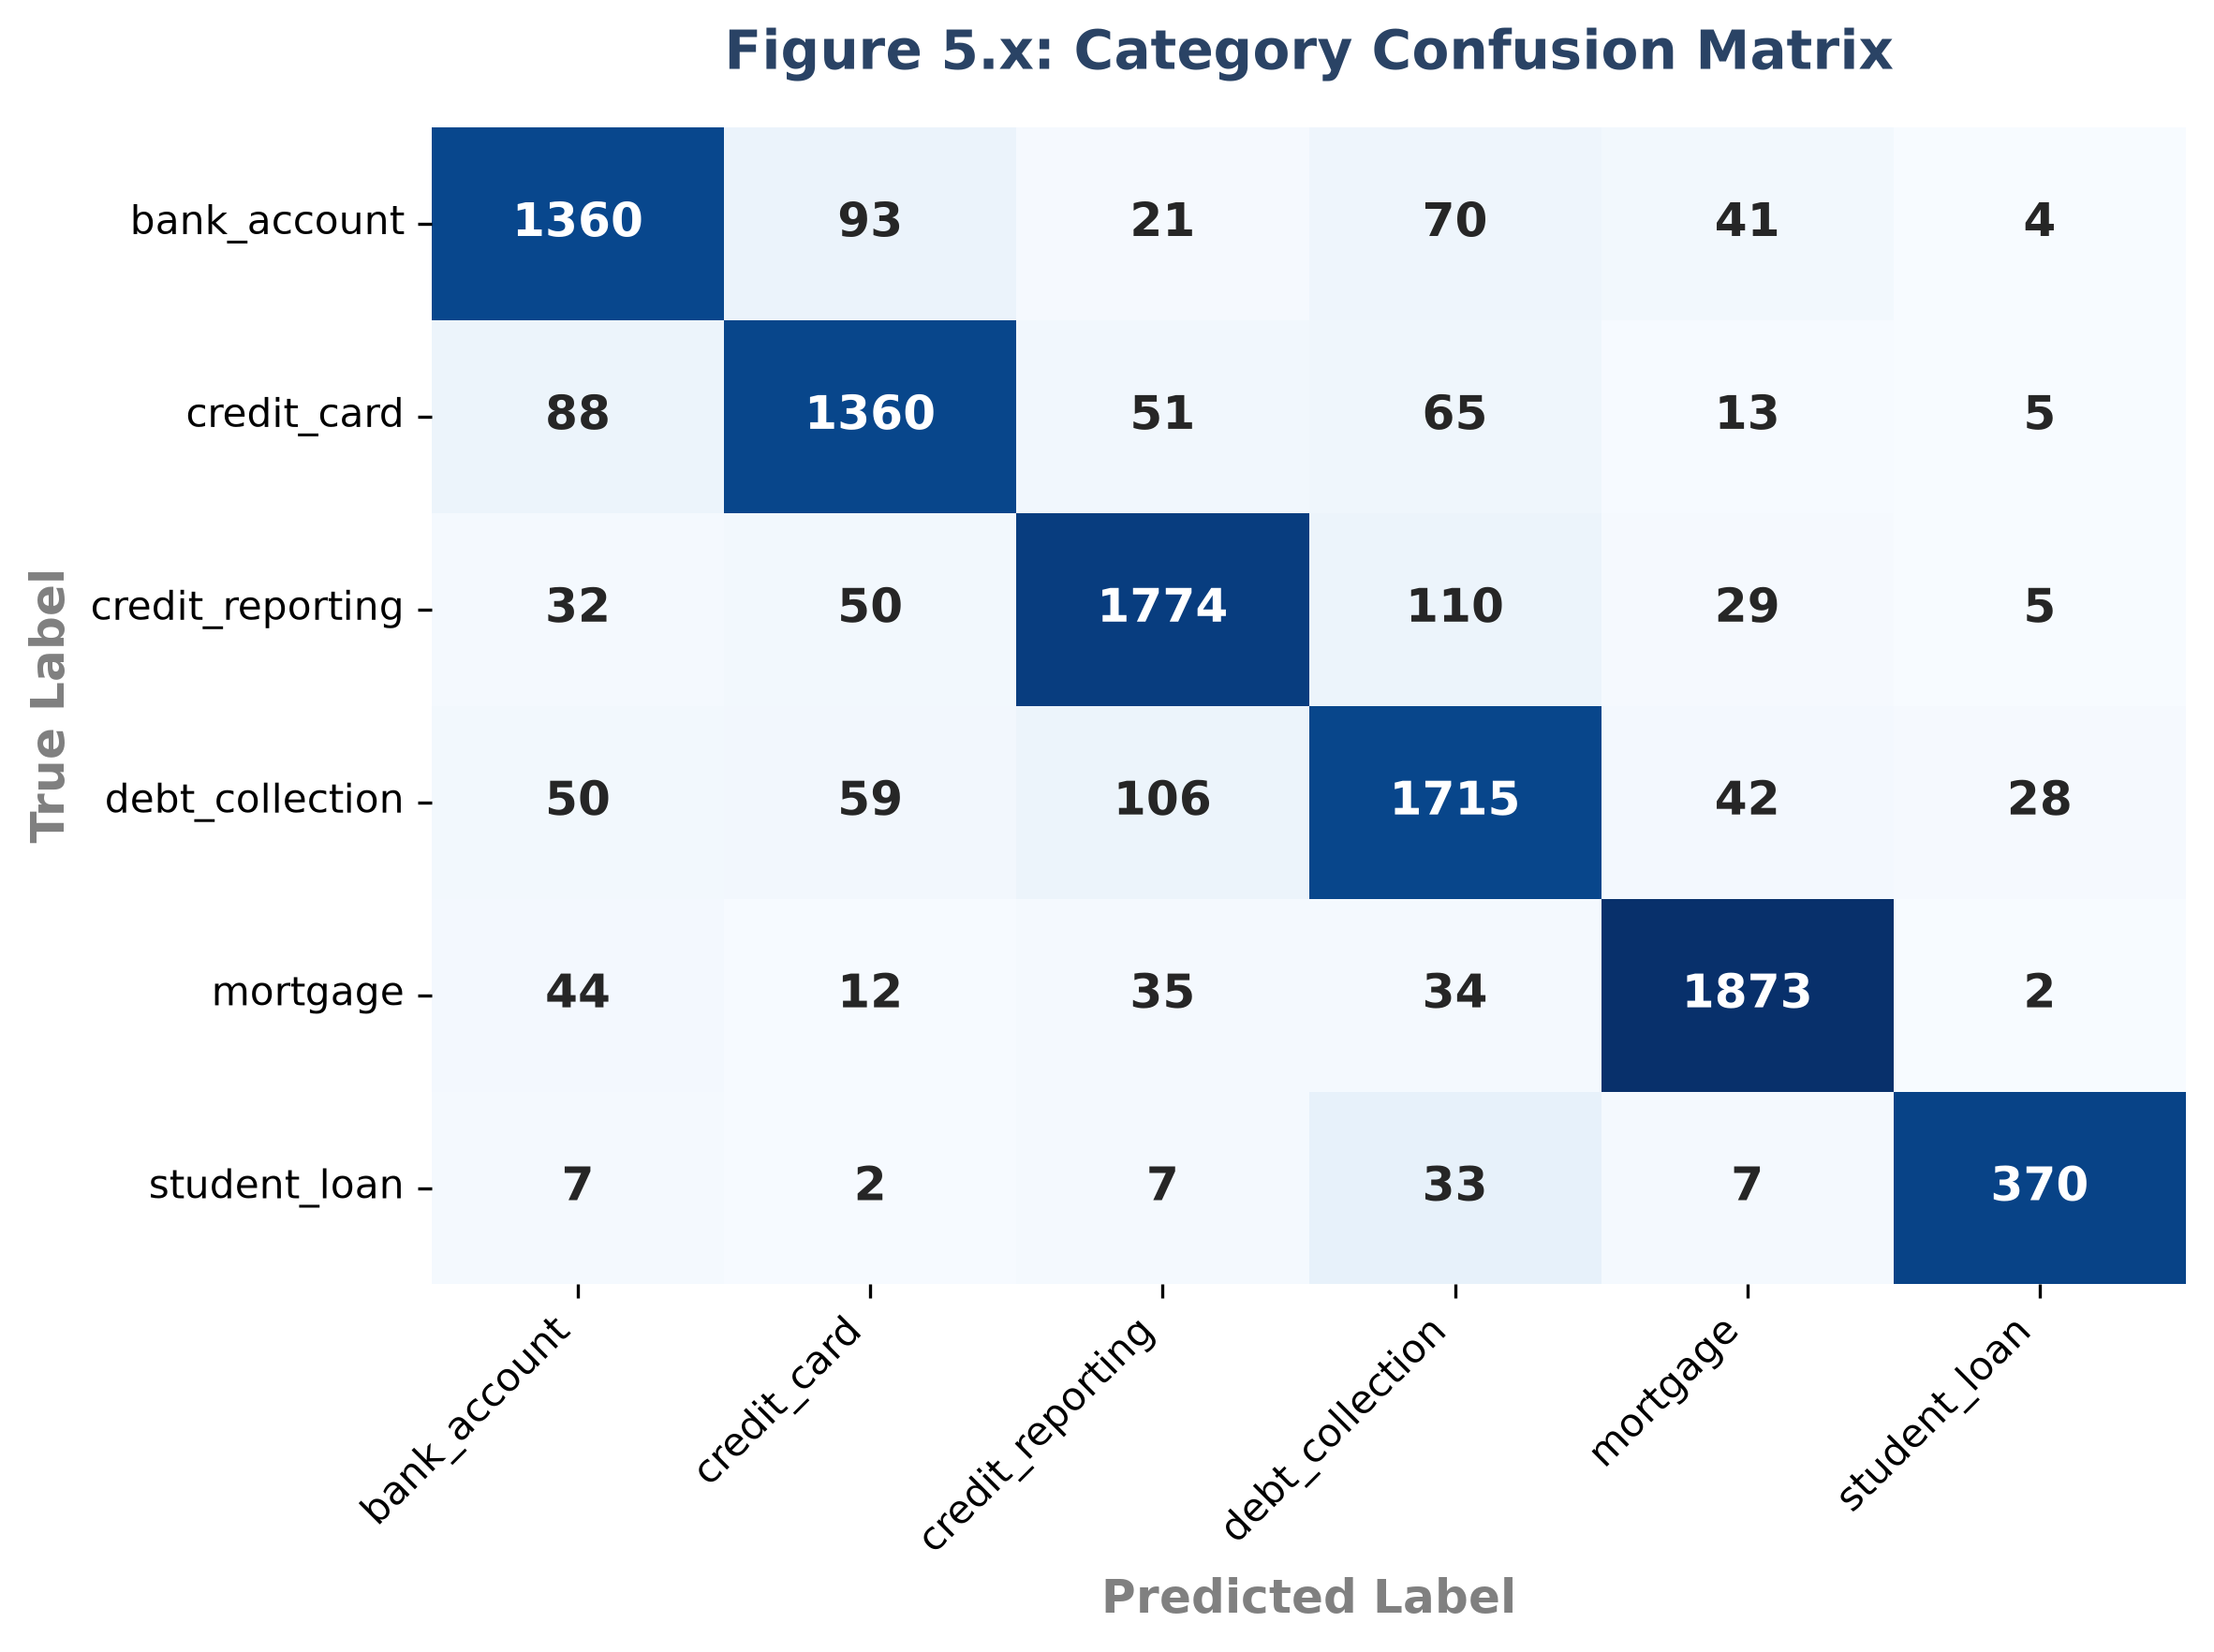 Figure 5.x: Category Confusion Matrix
True Label
bank_account 1360 93 21 70 41 4
credit_card 88 1360 51 65 13 5
credit_reporting 32 50 1774 110 29 5
debt_collection 50 59 106 1715 42 28
mortgage 44 12 35 34 1873 2
student_loan 7 2 7 33 7 370
bank_account credit_card credit_reporting debt_collection mortgage student_loan
Predicted Label